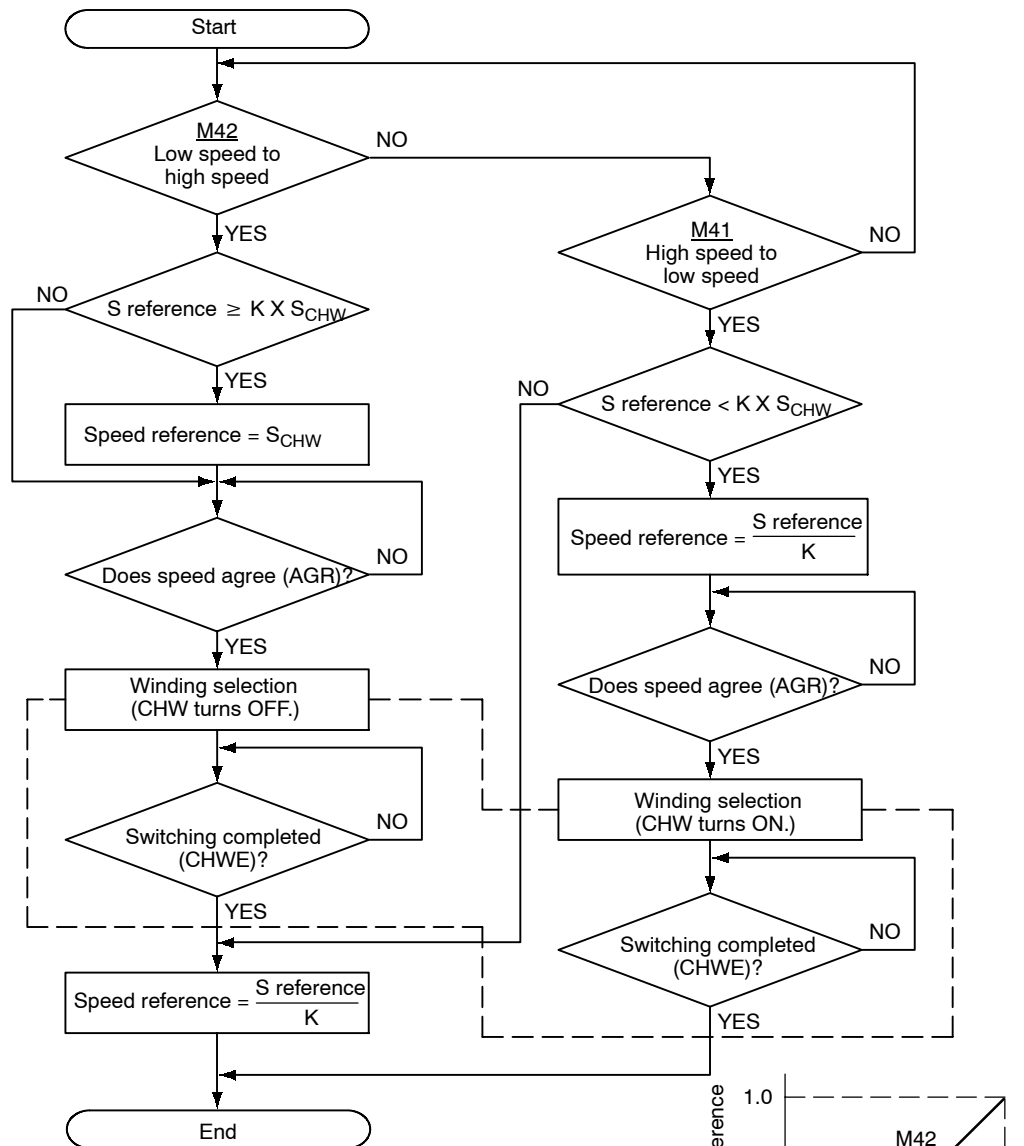 Start
M42
Low speed to
high speed
NO
YES
S reference ≥ K X SCHW
NO
YES
Speed reference = SCHW
Does speed agree (AGR)?
NO
YES
Winding selection
(CHW turns OFF.)
Switching completed
(CHWE)?
NO
YES
Speed reference = S reference
K
End
M41
High speed to
low speed
NO
YES
S reference < K X SCHW
NO
YES
Speed reference = S reference
K
Does speed agree (AGR)?
NO
YES
Winding selection
(CHW turns ON.)
Switching completed
(CHWE)?
NO
YES
1.0
M42